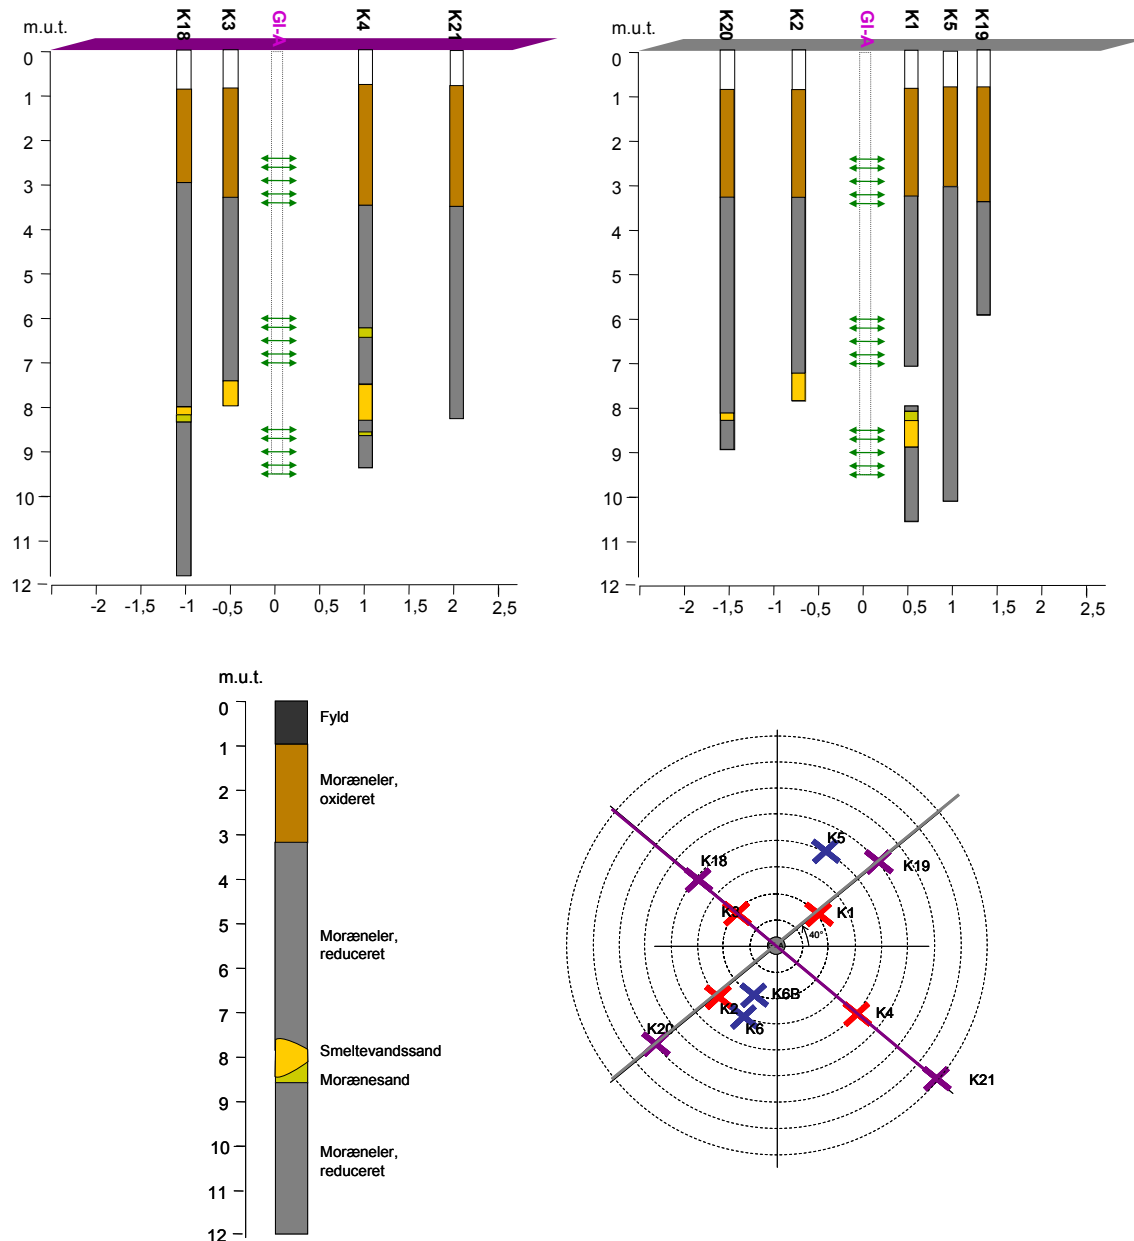 m.u.t.
K18
K3
GI-A
K4
K21
0
1
2
3
4
5
6
7
8
9
10
11
12
-2
-1,5
-1
-0,5
0
0,5
1
1,5
2
2,5
m.u.t.
K20
K2
GI-A
K1
K5
K19
0
1
2
3
4
5
6
7
8
9
10
11
12
-2
-1,5
-1
-0,5
0
0,5
1
1,5
2
2,5
m.u.t.
0
1
2
3
4
5
6
7
8
9
10
11
12
Fyld
Moræneler,
oxideret
Moræneler,
reduceret
Smeltevandssand
Morænesand
Moræneler,
reduceret
K5
K18
K19
K3
K1
40°
K6B
K2
K4
K6
K20
K21